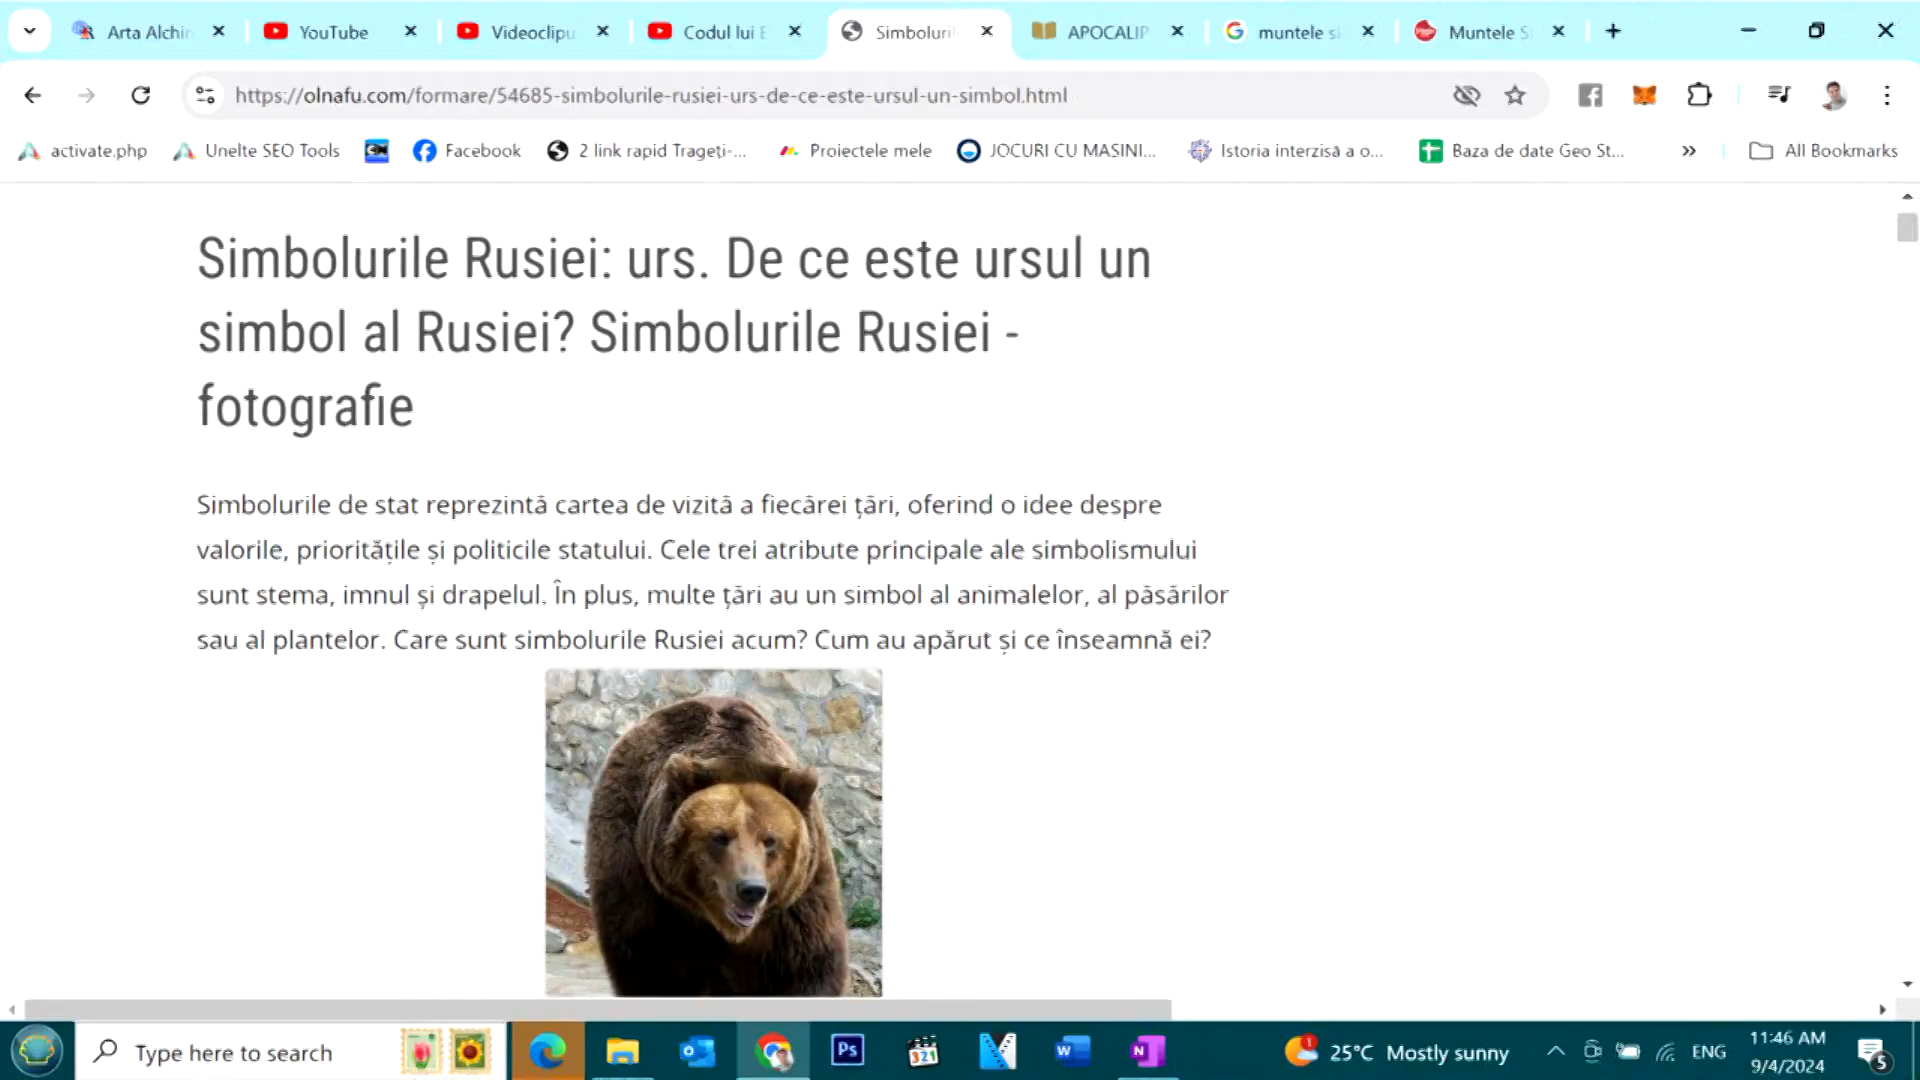 Arta Alchin
YouTube
Videoclipu
Codul lui E
Simboluri
APOCALIP
muntele si
Muntele S
https://olnafu.com/formare/54685-simbolurile-rusiei-urs-de-ce-este-ursul-un-simbol.html
activate.php
Unelte SEO Tools
Facebook
2 link rapid Trageți-...
Proiectele mele
JOCURI CU MASINI...
Istoria interzisă a o...
Baza de date Geo St...
All Bookmarks
Simbolurile Rusiei: urs. De ce este ursul un
simbol al Rusiei? Simbolurile Rusiei -
fotografie
Simbolurile de stat reprezintă cartea de vizită a fiecărei țări, oferind o idee despre
valorile, prioritățile și politicile statului. Cele trei atribute principale ale simbolismului
sunt stema, imnul și drapelul. În plus, multe țări au un simbol al animalelor, al păsărilor
sau al plantelor. Care sunt simbolurile Rusiei acum? Cum au apărut și ce înseamnă ei?
Type here to search
Ps
321
W
N
1
25°C Mostly sunny
ENG
11:46 AM
9/4/2024
5